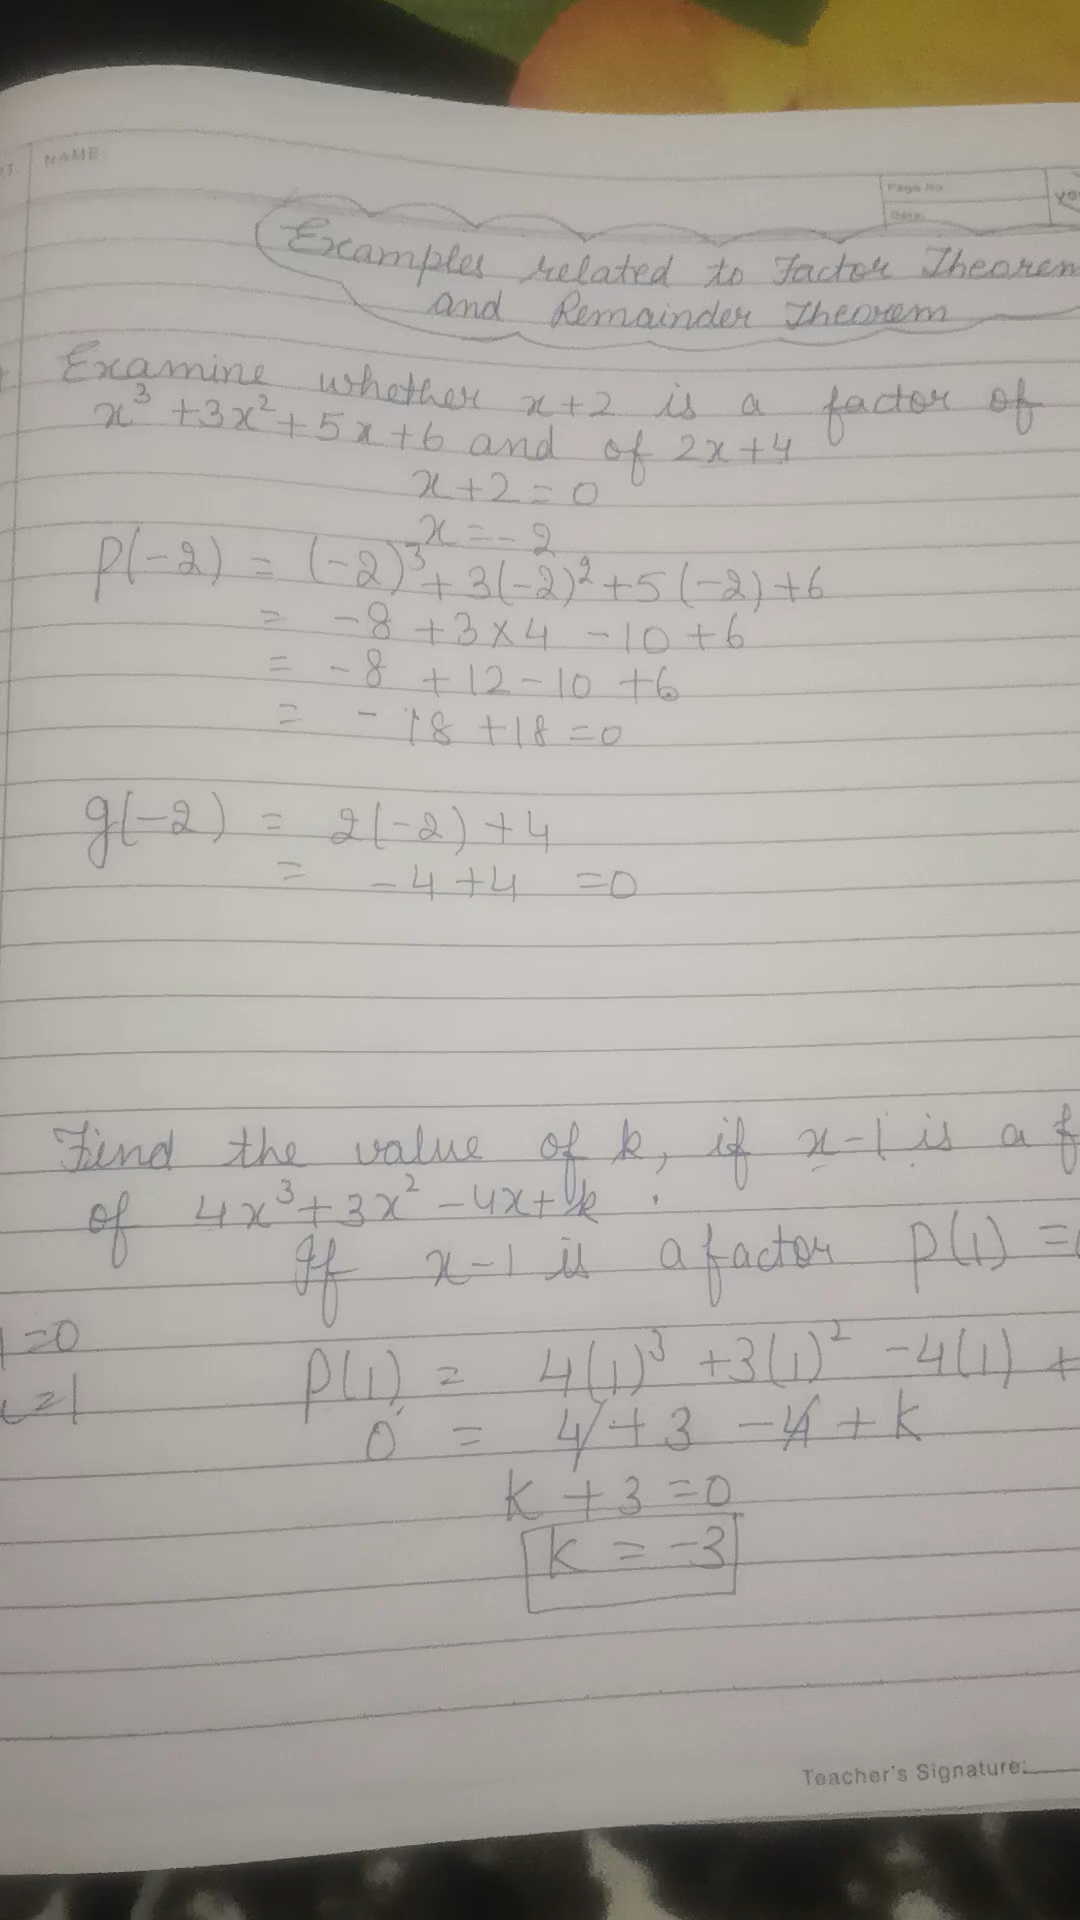 NAME
Page No.
Date.
Examples related to Factor Theorem
and Remainder Theorem
Examine whether x+2 is a factor of
x³ +3x²+5x+6 and of 2x+4
x+2=0
x=-2
P(-2) = (-2)³+3(-2)²+5(-2)+6
= -8 +3×4 -10+6
= -8 +12-10 +6
= -18 +18 =0
g(-2) = 2(-2)+4
= -4+4 =0
Find the value of k, if x-1 is a f
of 4x³+3x²-4x+k.
If x-1 is a factor P(1) =
=0
P(1) = 4(1)³ +3(1)² -4(1) +
=1
0 = 4+3 -4+k
k +3 =0
k = -3
Teacher's Signature: